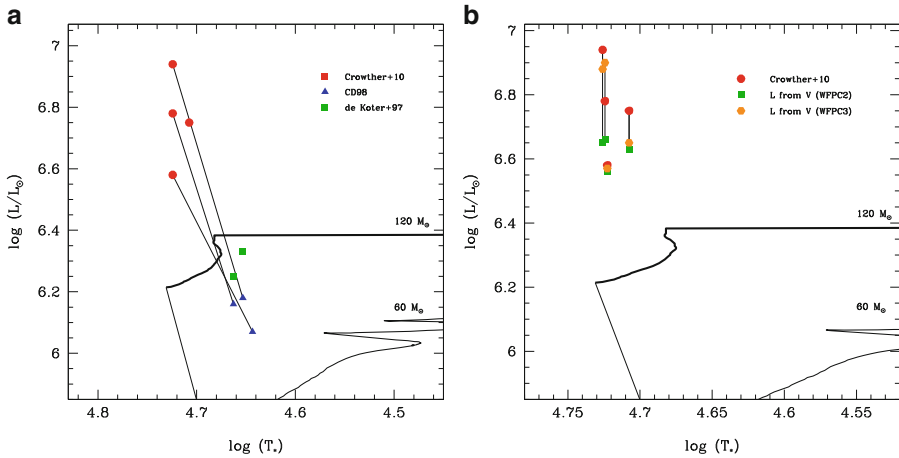 a
7
6.8
6.6
6.4
6.2
6
log (L/L⊙)
4.8
4.7
4.6
4.5
log (T*)
Crowther+10
CD98
de Koter+97
120 M⊙
60 M⊙
b
7
6.8
6.6
6.4
6.2
6
log (L/L⊙)
4.75
4.7
4.65
4.6
4.55
log (T*)
Crowther+10
L from V (WFPC2)
L from V (WFPC3)
120 M⊙
60 M⊙